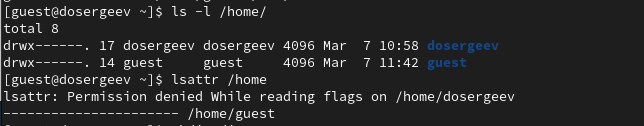 [guest@dosergeev ~]$ ls -l /home/
total 8
drwx------. 17 dosergeev dosergeev 4096 Mar  7 10:58 dosergeev
drwx------. 14 guest     guest     4096 Mar  7 11:42 guest
[guest@dosergeev ~]$ lsattr /home
lsattr: Permission denied While reading flags on /home/dosergeev
---------------------- /home/guest